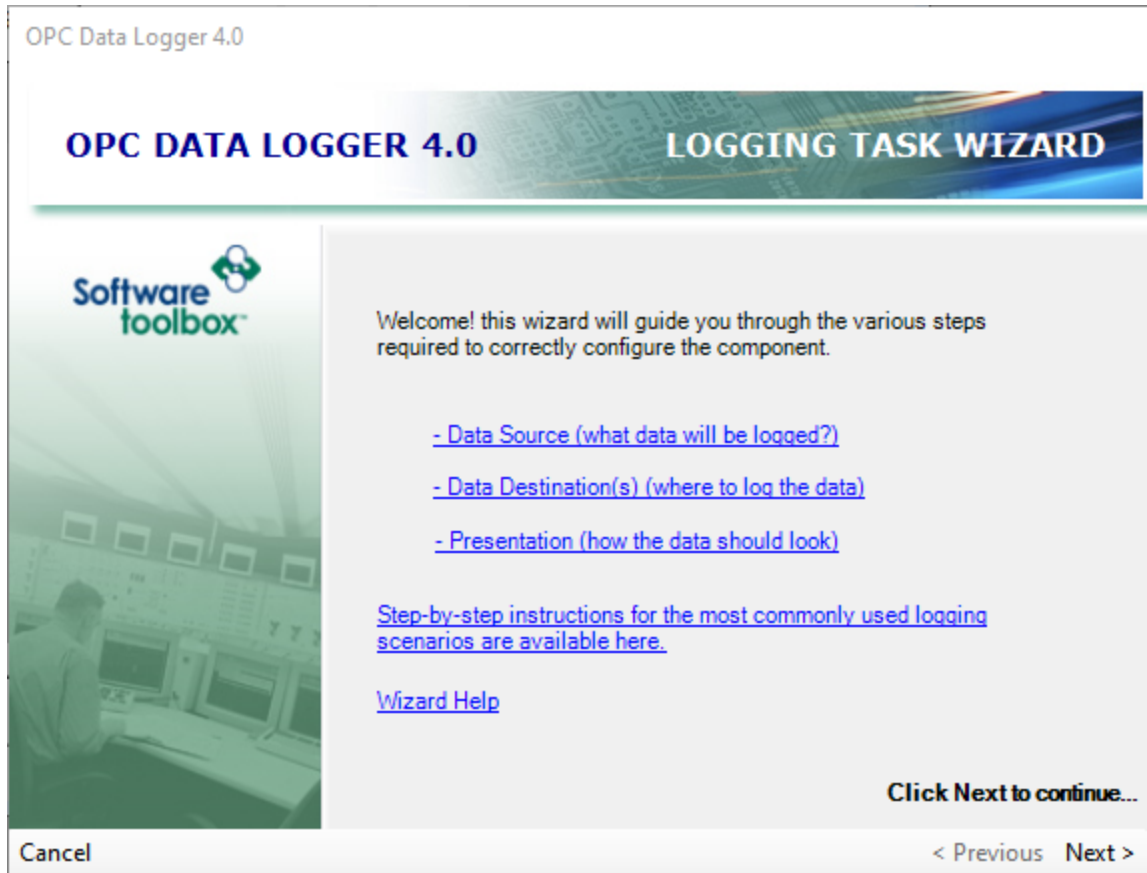 OPC Data Logger 4.0
OPC DATA LOGGER 4.0
LOGGING TASK WIZARD
Software
toolbox™
Welcome! this wizard will guide you through the various steps
required to correctly configure the component.
- Data Source (what data will be logged?)
- Data Destination(s) (where to log the data)
- Presentation (how the data should look)
Step-by-step instructions for the most commonly used logging
scenarios are available here.
Wizard Help
Click Next to continue...
Cancel
< Previous
Next >